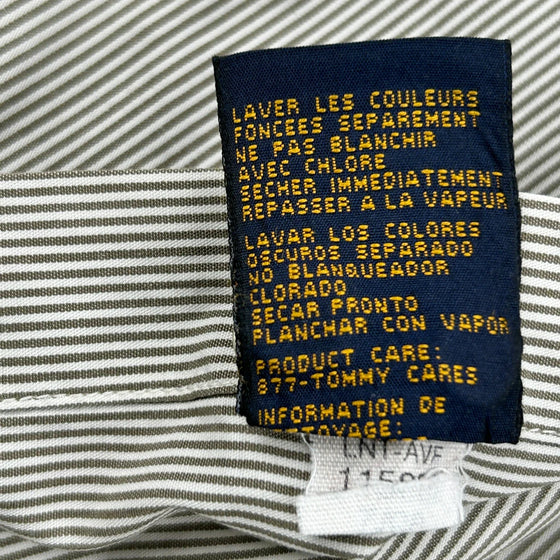 LAVER LES COULEURS
FONCÉES SEPAREMENT
NE PAS BLANCHIR
AVEC CHLORE
SECHER IMMEDIATEMENT
REPASSER A LA VAPEUR
LAVAR LOS COLORES
OSCUROS SEPARADO
NO BLANQUEADOR
CLORADO
SECAR PRONTO
PLANCHAR CON VAPOR
PRODUCT CARE:
877-TOMMY CARES
INFORMATION DE